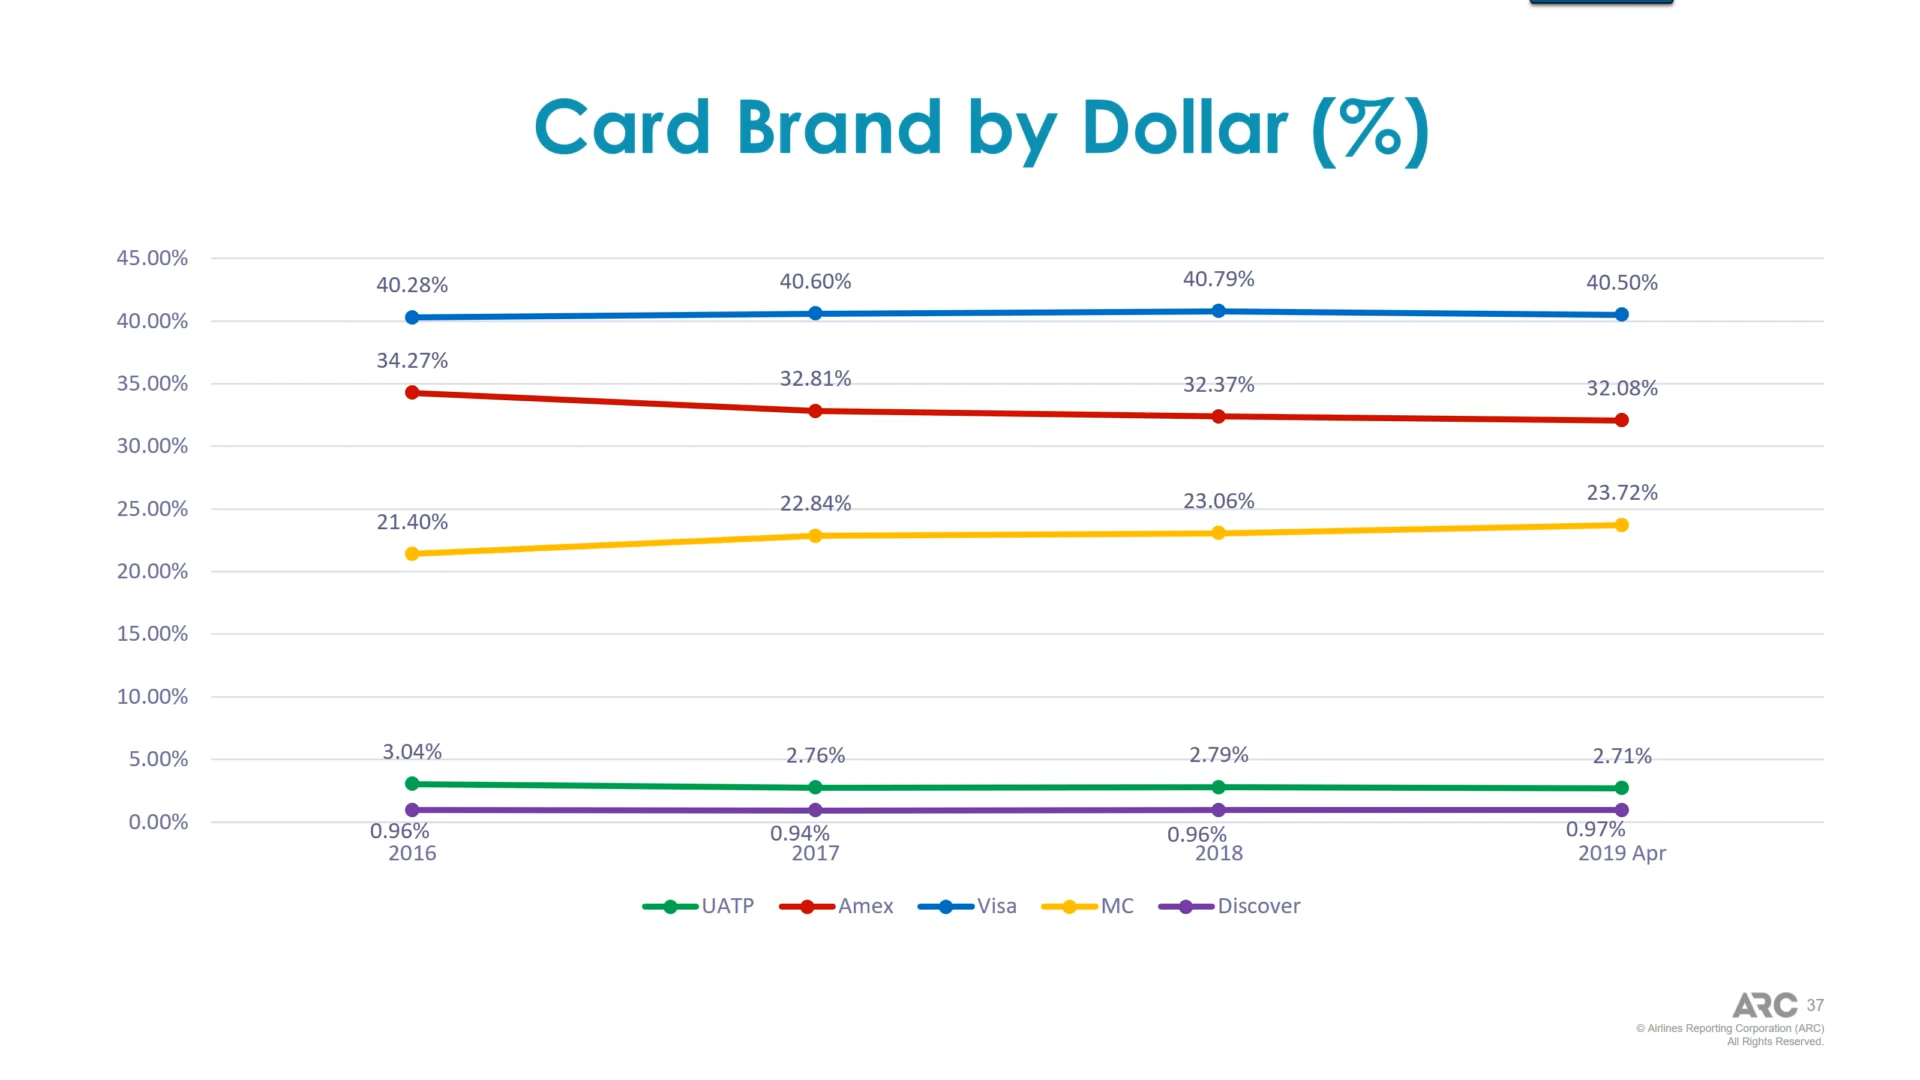 Card Brand by Dollar (%)
45.00%
40.00%
35.00%
30.00%
25.00%
20.00%
15.00%
10.00%
5.00%
0.00%
40.28% 40.60% 40.79% 40.50%
34.27% 32.81% 32.37% 32.08%
21.40% 22.84% 23.06% 23.72%
3.04% 2.76% 2.79% 2.71%
0.96% 0.94% 0.96% 0.97%
2016 2017 2018 2019 Apr
UATP Amex Visa MC Discover
ARC 37
© Airlines Reporting Corporation (ARC)
All Rights Reserved.